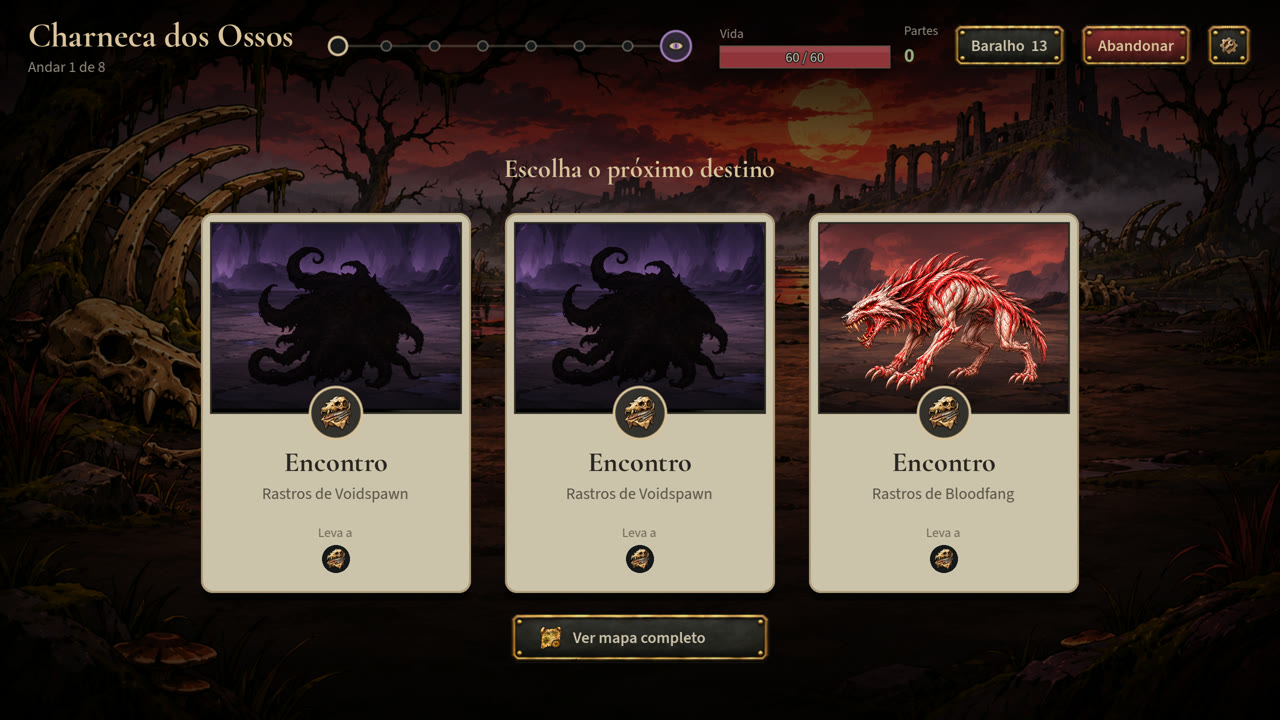 Charneca dos Ossos
Andar 1 de 8
Vida
60 / 60
Partes
0
Baralho 13
Abandonar
Escolha o próximo destino
Encontro
Rastros de Voidspawn
Leva a
Encontro
Rastros de Voidspawn
Leva a
Encontro
Rastros de Bloodfang
Leva a
Ver mapa completo